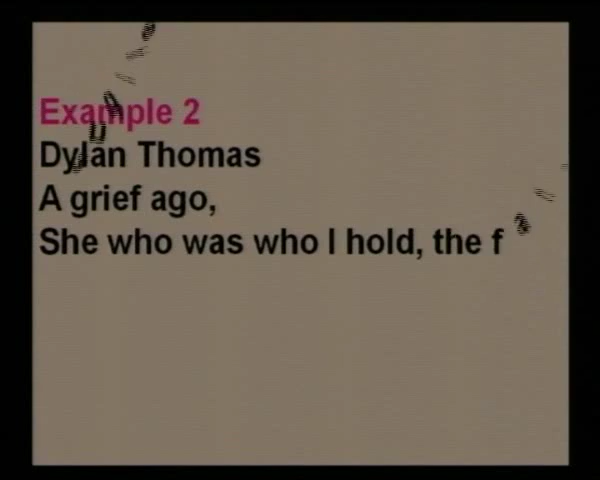 Example 2
Dylan Thomas
A grief ago,
She who was who I hold, the f